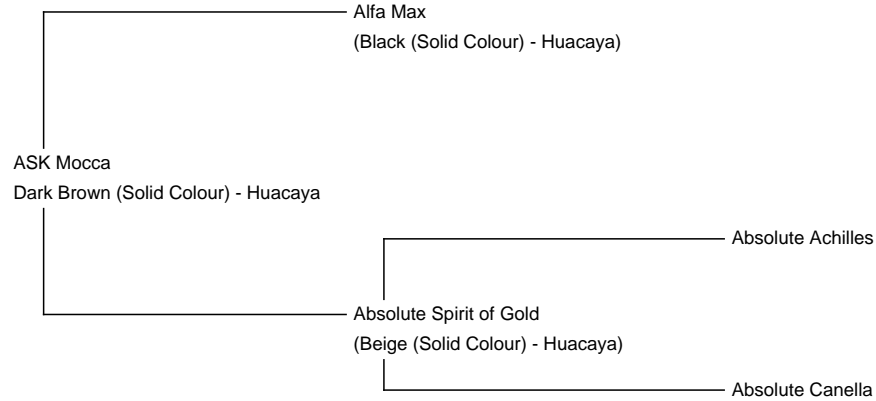 Alfa Max
(Black (Solid Colour) - Huacaya)
ASK Mocca
Dark Brown (Solid Colour) - Huacaya
Absolute Achilles
Absolute Spirit of Gold
(Beige (Solid Colour) - Huacaya)
Absolute Canella